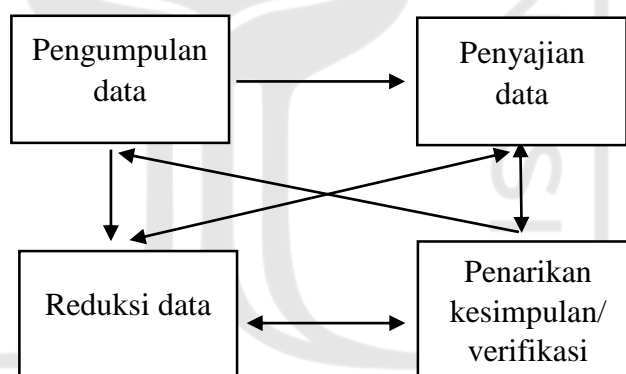 Pengumpulan
data
Penyajian
data
Reduksi data
Penarikan
kesimpulan/
verifikasi